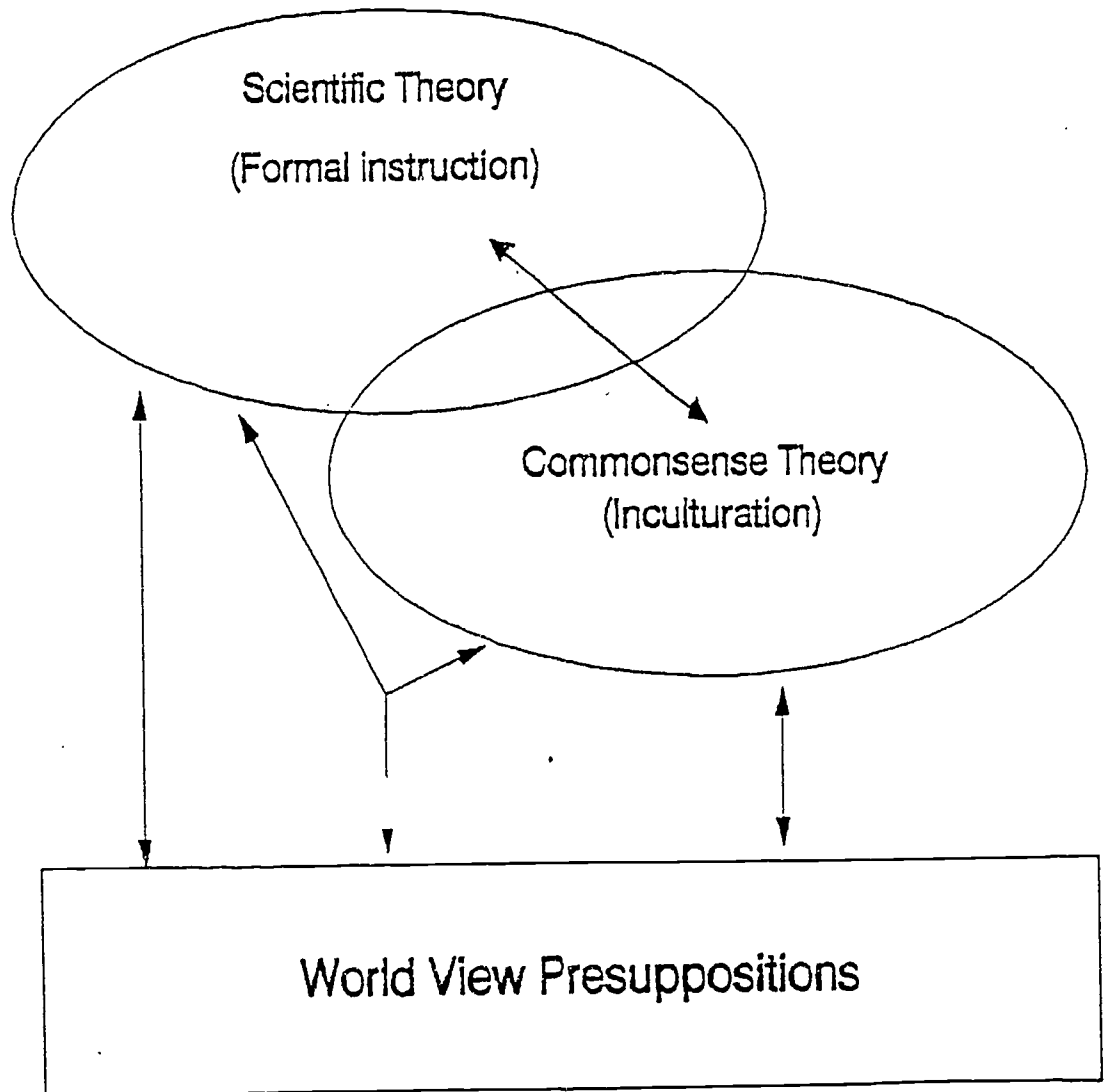 Scientific Theory
(Formal instruction)
Commonsense Theory
(Inculturation)
World View Presuppositions